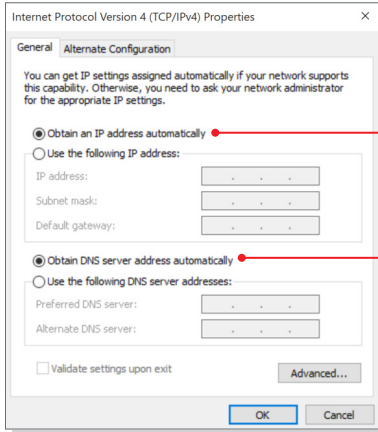 Internet Protocol Version 4 (TCP/IPv4) Properties
General Alternate Configuration
You can get IP settings assigned automatically if your network supports
this capability. Otherwise, you need to ask your network administrator
for the appropriate IP settings.
Obtain an IP address automatically
Use the following IP address:
IP address:
Subnet mask:
Default gateway:
Obtain DNS server address automatically
Use the following DNS server addresses:
Preferred DNS server:
Alternate DNS server:
Validate settings upon exit
Advanced...
OK Cancel